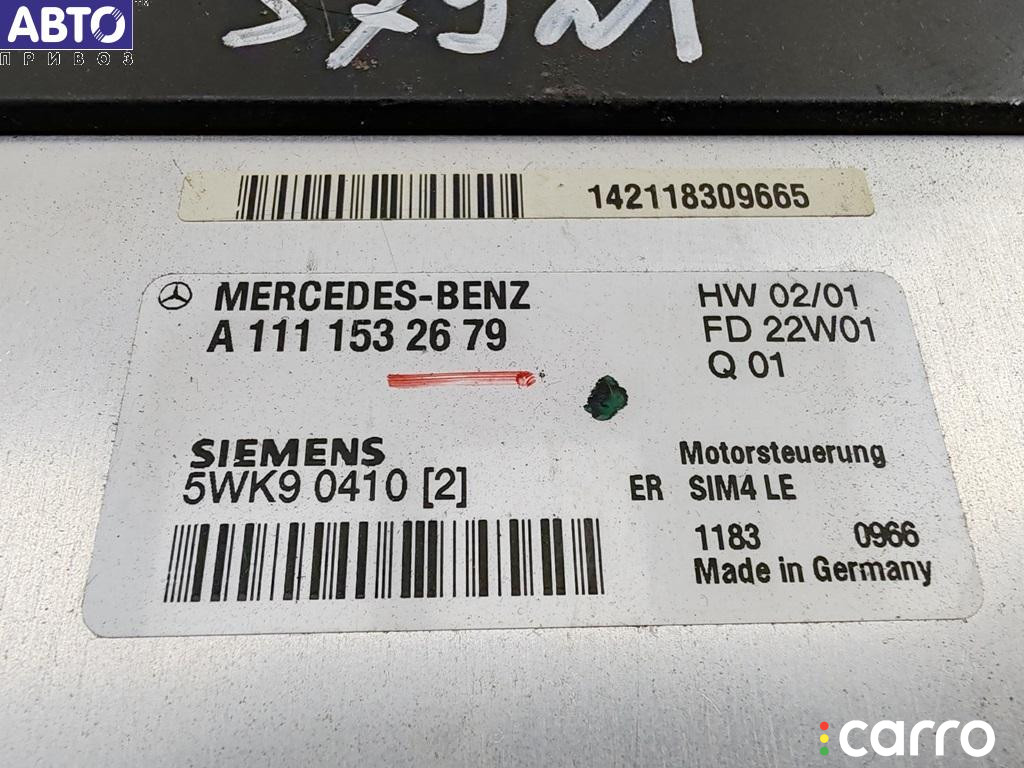 АВТО
ПРИВОЗ
142118309665
MERCEDES-BENZ
A 111 153 26 79
HW 02/01
FD 22W01
Q 01
SIEMENS
5WK9 0410 [2]
Motorsteuerung
ER SIM4 LE
1183 0966
Made in Germany
carro